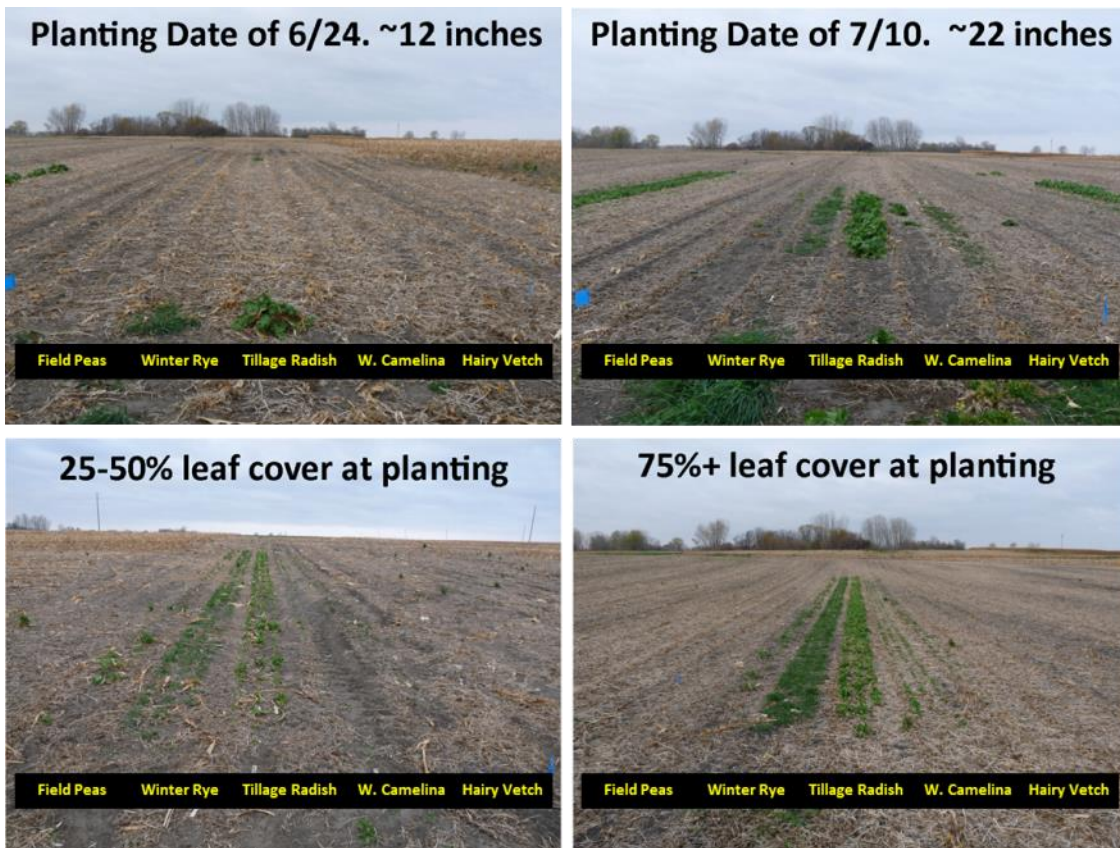 Planting Date of 6/24. ~12 inches
Field Peas Winter Rye Tillage Radish W. Camelina Hairy Vetch
Planting Date of 7/10. ~22 inches
Field Peas Winter Rye Tillage Radish W. Camelina Hairy Vetch
25-50% leaf cover at planting
Field Peas Winter Rye Tillage Radish W. Camelina Hairy Vetch
75%+ leaf cover at planting
Field Peas Winter Rye Tillage Radish W. Camelina Hairy Vetch